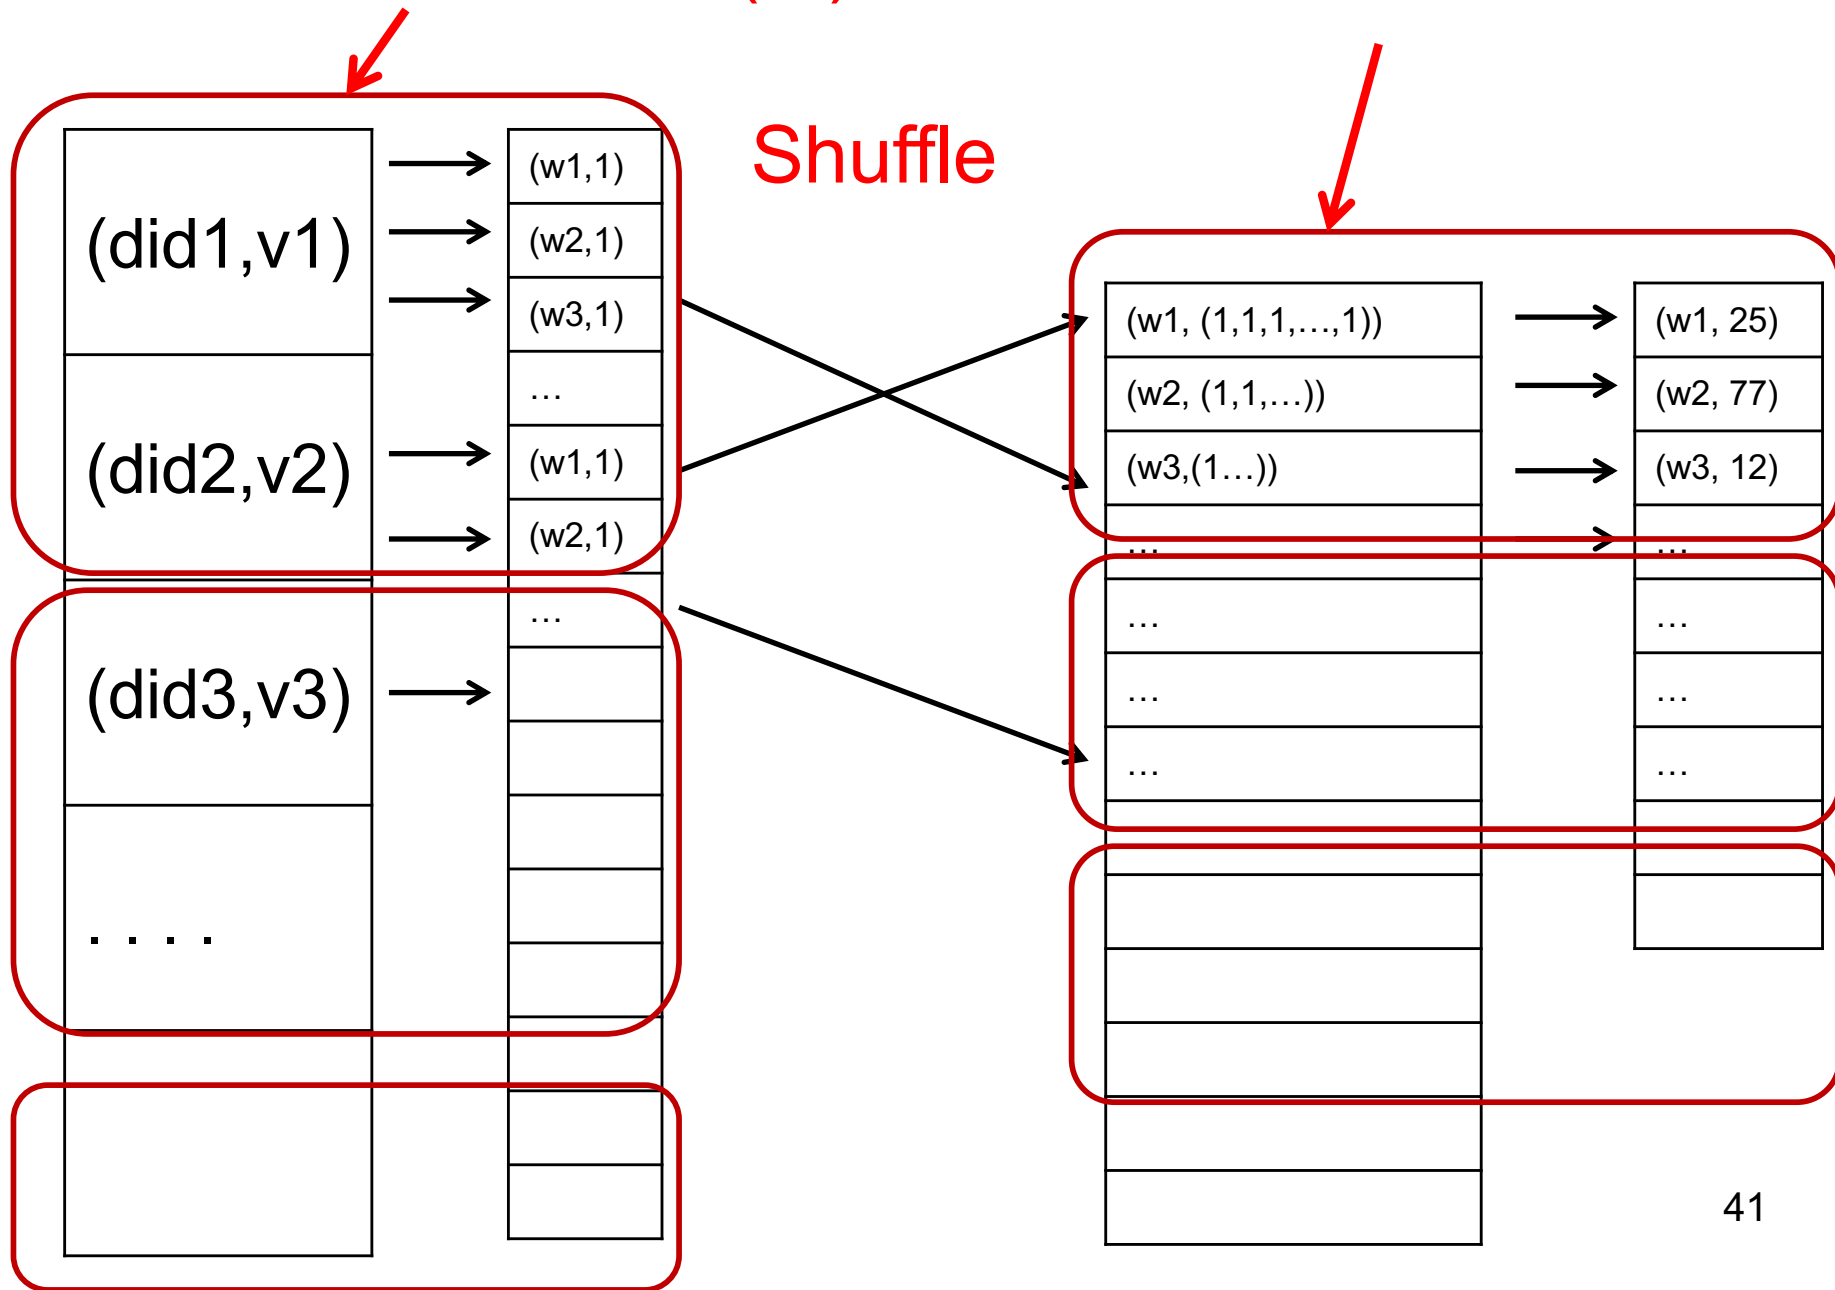 Shuffle
(did1,v1)
(w1,1)
(w2,1)
(w3,1)
…
(did2,v2)
(w1,1)
(w2,1)
…
(did3,v3)
. . . .
(w1, (1,1,1,…,1))
(w2, (1,1,…))
(w3,(1…))
…
…
…
…
(w1, 25)
(w2, 77)
(w3, 12)
…
…
…
…
41